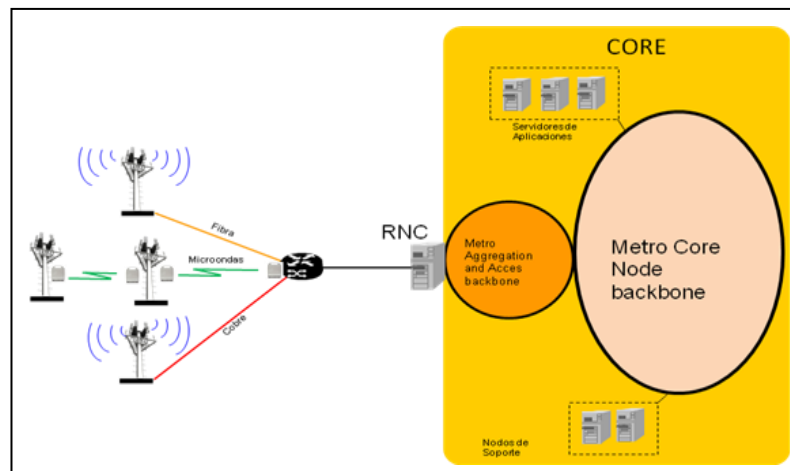 CORE
Servidores de
Aplicaciones
Fibra
RNC
Microondas
Metro
Aggregation
and Acces
backbone
Metro Core
Node
backbone
Cobre
Nodos de
Soporte